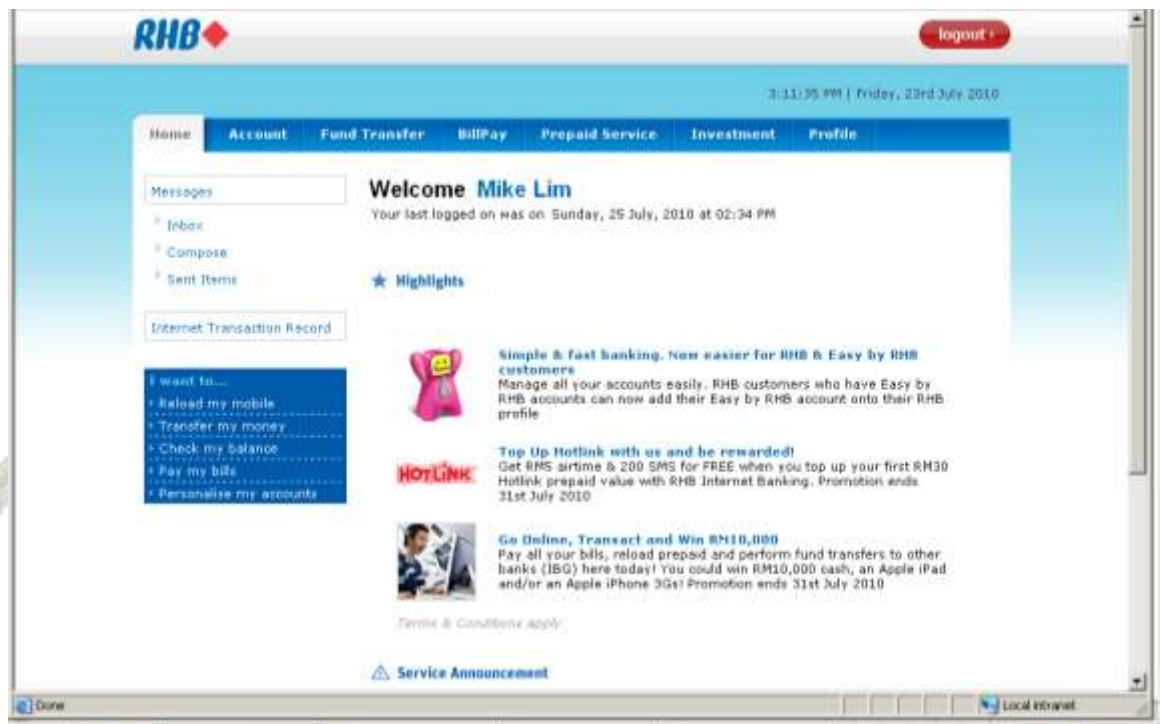 RHB
logout
3:11:35 PM | Friday, 23rd July 2010
Home Account Fund Transfer BillPay Prepaid Service Investment Profile
Messages
Inbox
Compose
Sent Items
Internet Transaction Record
I want to...
Reload my mobile
Transfer my money
Check my balance
Pay my bills
Personalise my accounts
Welcome Mike Lim
Your last logged on was on Sunday, 25 July, 2010 at 02:34 PM
Highlights
Simple & fast banking. Now easier for RHB & Easy by RHB
customers
Manage all your accounts easily. RHB customers who have Easy by
RHB accounts can now add their Easy by RHB account onto their RHB
profile
HOTLINK
Top Up Hotlink with us and be rewarded!
Get RM5 airtime & 200 SMS for FREE when you top up your first RM30
Hotlink prepaid value with RHB Internet Banking. Promotion ends
31st July 2010
Go Online, Transact and Win RM10,000
Pay all your bills, reload prepaid and perform fund transfers to other
banks (IBG) here today! You could win RM10,000 cash, an Apple iPad
and/or an Apple iPhone 3Gs! Promotion ends 31st July 2010
Terms & Conditions apply
Service Announcement
Done
Local intranet